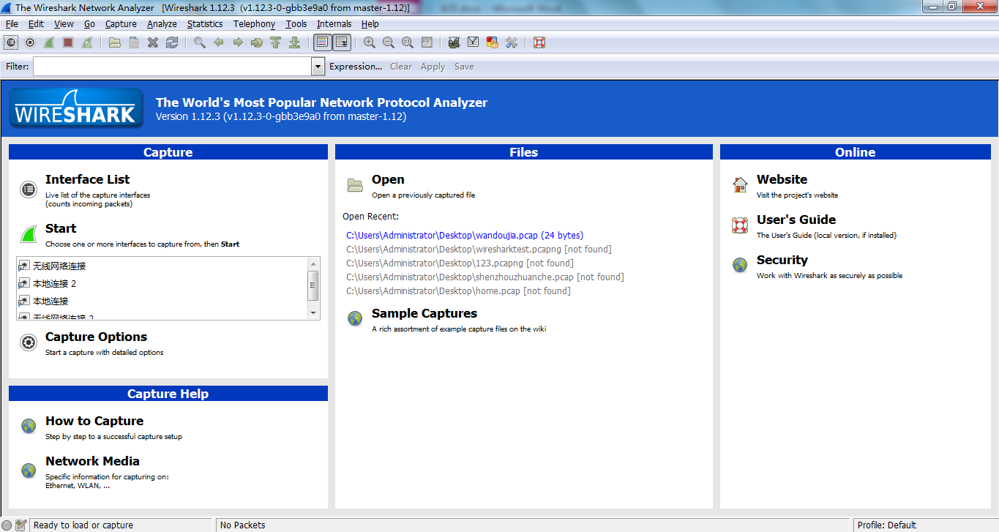 The Wireshark Network Analyzer [Wireshark 1.12.3 (v1.12.3-0-gbb3e9a0 from master-1.12)]
File Edit View Go Capture Analyze Statistics Telephony Tools Internals Help
Filter: Expression... Clear Apply Save
WIRESHARK
The World's Most Popular Network Protocol Analyzer
Version 1.12.3 (v1.12.3-0-gbb3e9a0 from master-1.12)
Capture
Interface List
Live list of the capture interfaces
(counts incoming packets)
Start
Choose one or more interfaces to capture from, then Start
无线网络连接
本地连接 2
本地连接
无线网络连接 2
Capture Options
Start a capture with detailed options
Capture Help
How to Capture
Step by step to a successful capture setup
Network Media
Specific information for capturing on:
Ethernet, WLAN, ...
Files
Open
Open a previously captured file
Open Recent:
C:\Users\Administrator\Desktop\wandoujia.pcap (24 bytes)
C:\Users\Administrator\Desktop\wiresharktest.pcapng [not found]
C:\Users\Administrator\Desktop\123.pcapng [not found]
C:\Users\Administrator\Desktop\shenzhouzhuanche.pcap [not found]
C:\Users\Administrator\Desktop\home.pcap [not found]
Sample Captures
A rich assortment of example capture files on the wiki
Online
Website
Visit the project's website
User's Guide
The User's Guide (local version, if installed)
Security
Work with Wireshark as securely as possible
Ready to load or capture
No Packets
Profile: Default